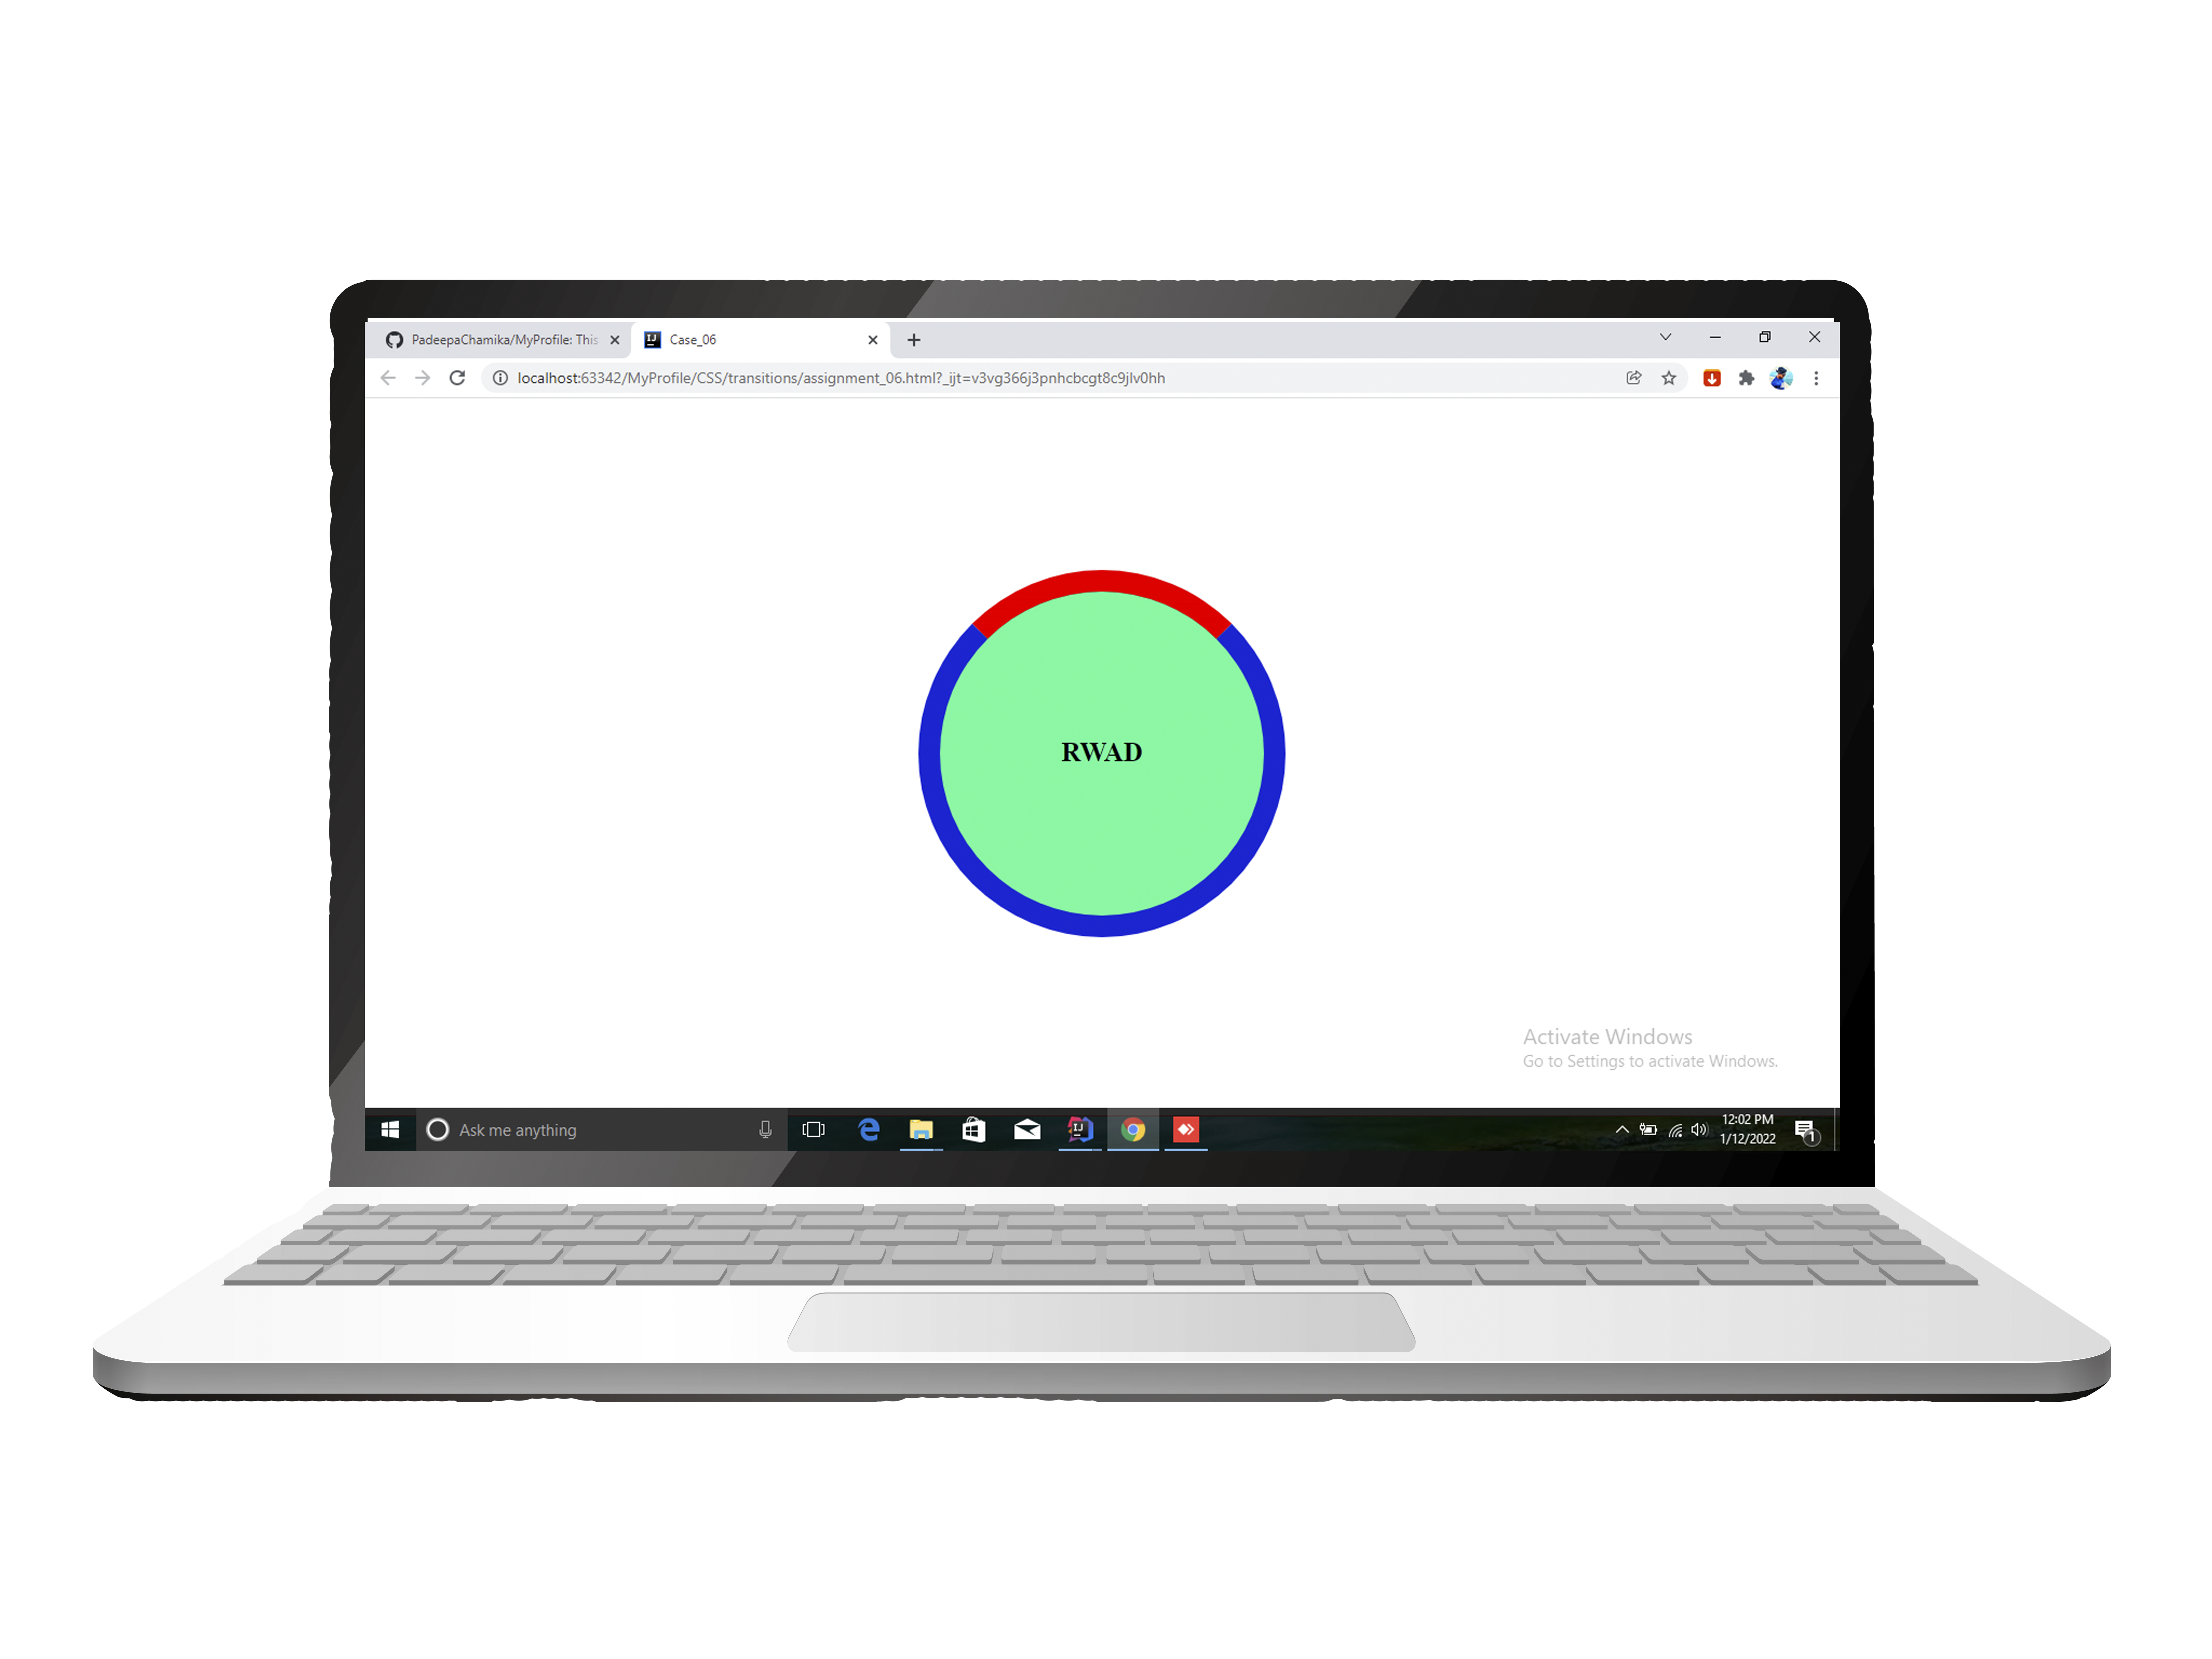 PadeepaChamika/MyProfile: This
Case_06
localhost:63342/MyProfile/CSS/transitions/assignment_06.html?_ijt=v3vg366j3pnhcbcgt8c9jlv0hh
RWAD
Activate Windows
Go to Settings to activate Windows.
Ask me anything
12:02 PM
1/12/2022
1